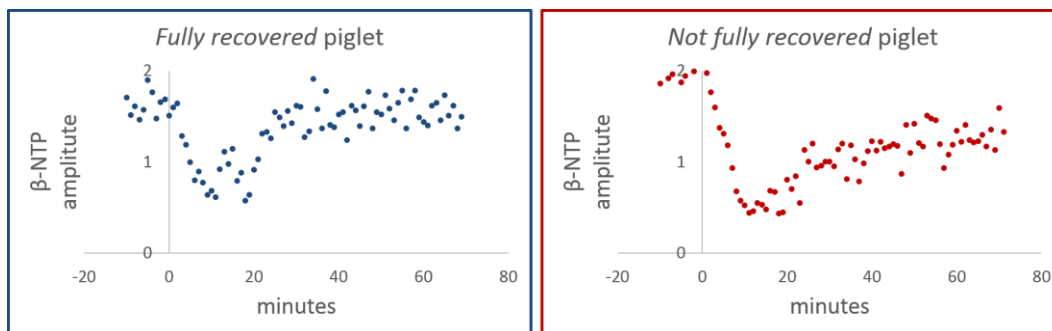 Fully recovered piglet
2
1
0
β-NTP
amplitude
-20
0
20
40
60
80
minutes
Not fully recovered piglet
2
1
0
β-NTP
amplitude
-20
0
20
40
60
80
minutes